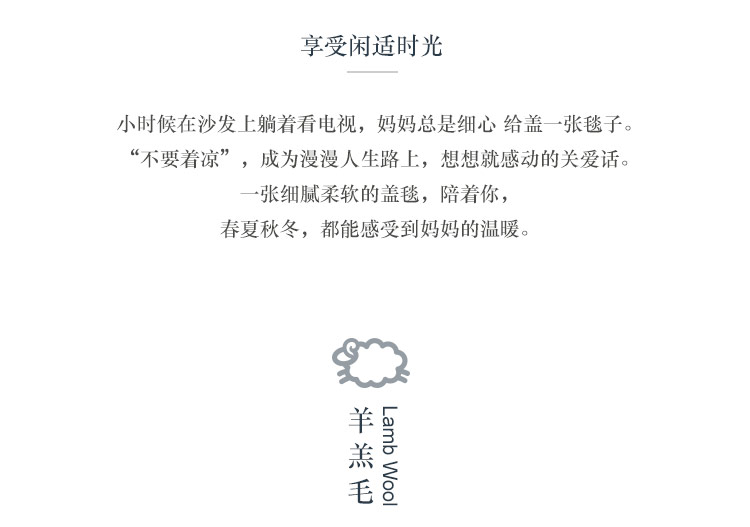 享受闲适时光
小时候在沙发上躺着看电视，妈妈总是细心 给盖一张毯子。
“不要着凉”，成为漫漫人生路上，想想就感动的关爱话。
一张细腻柔软的盖毯，陪着你，
春夏秋冬，都能感受到妈妈的温暖。
羊羔毛
Lamb Wool